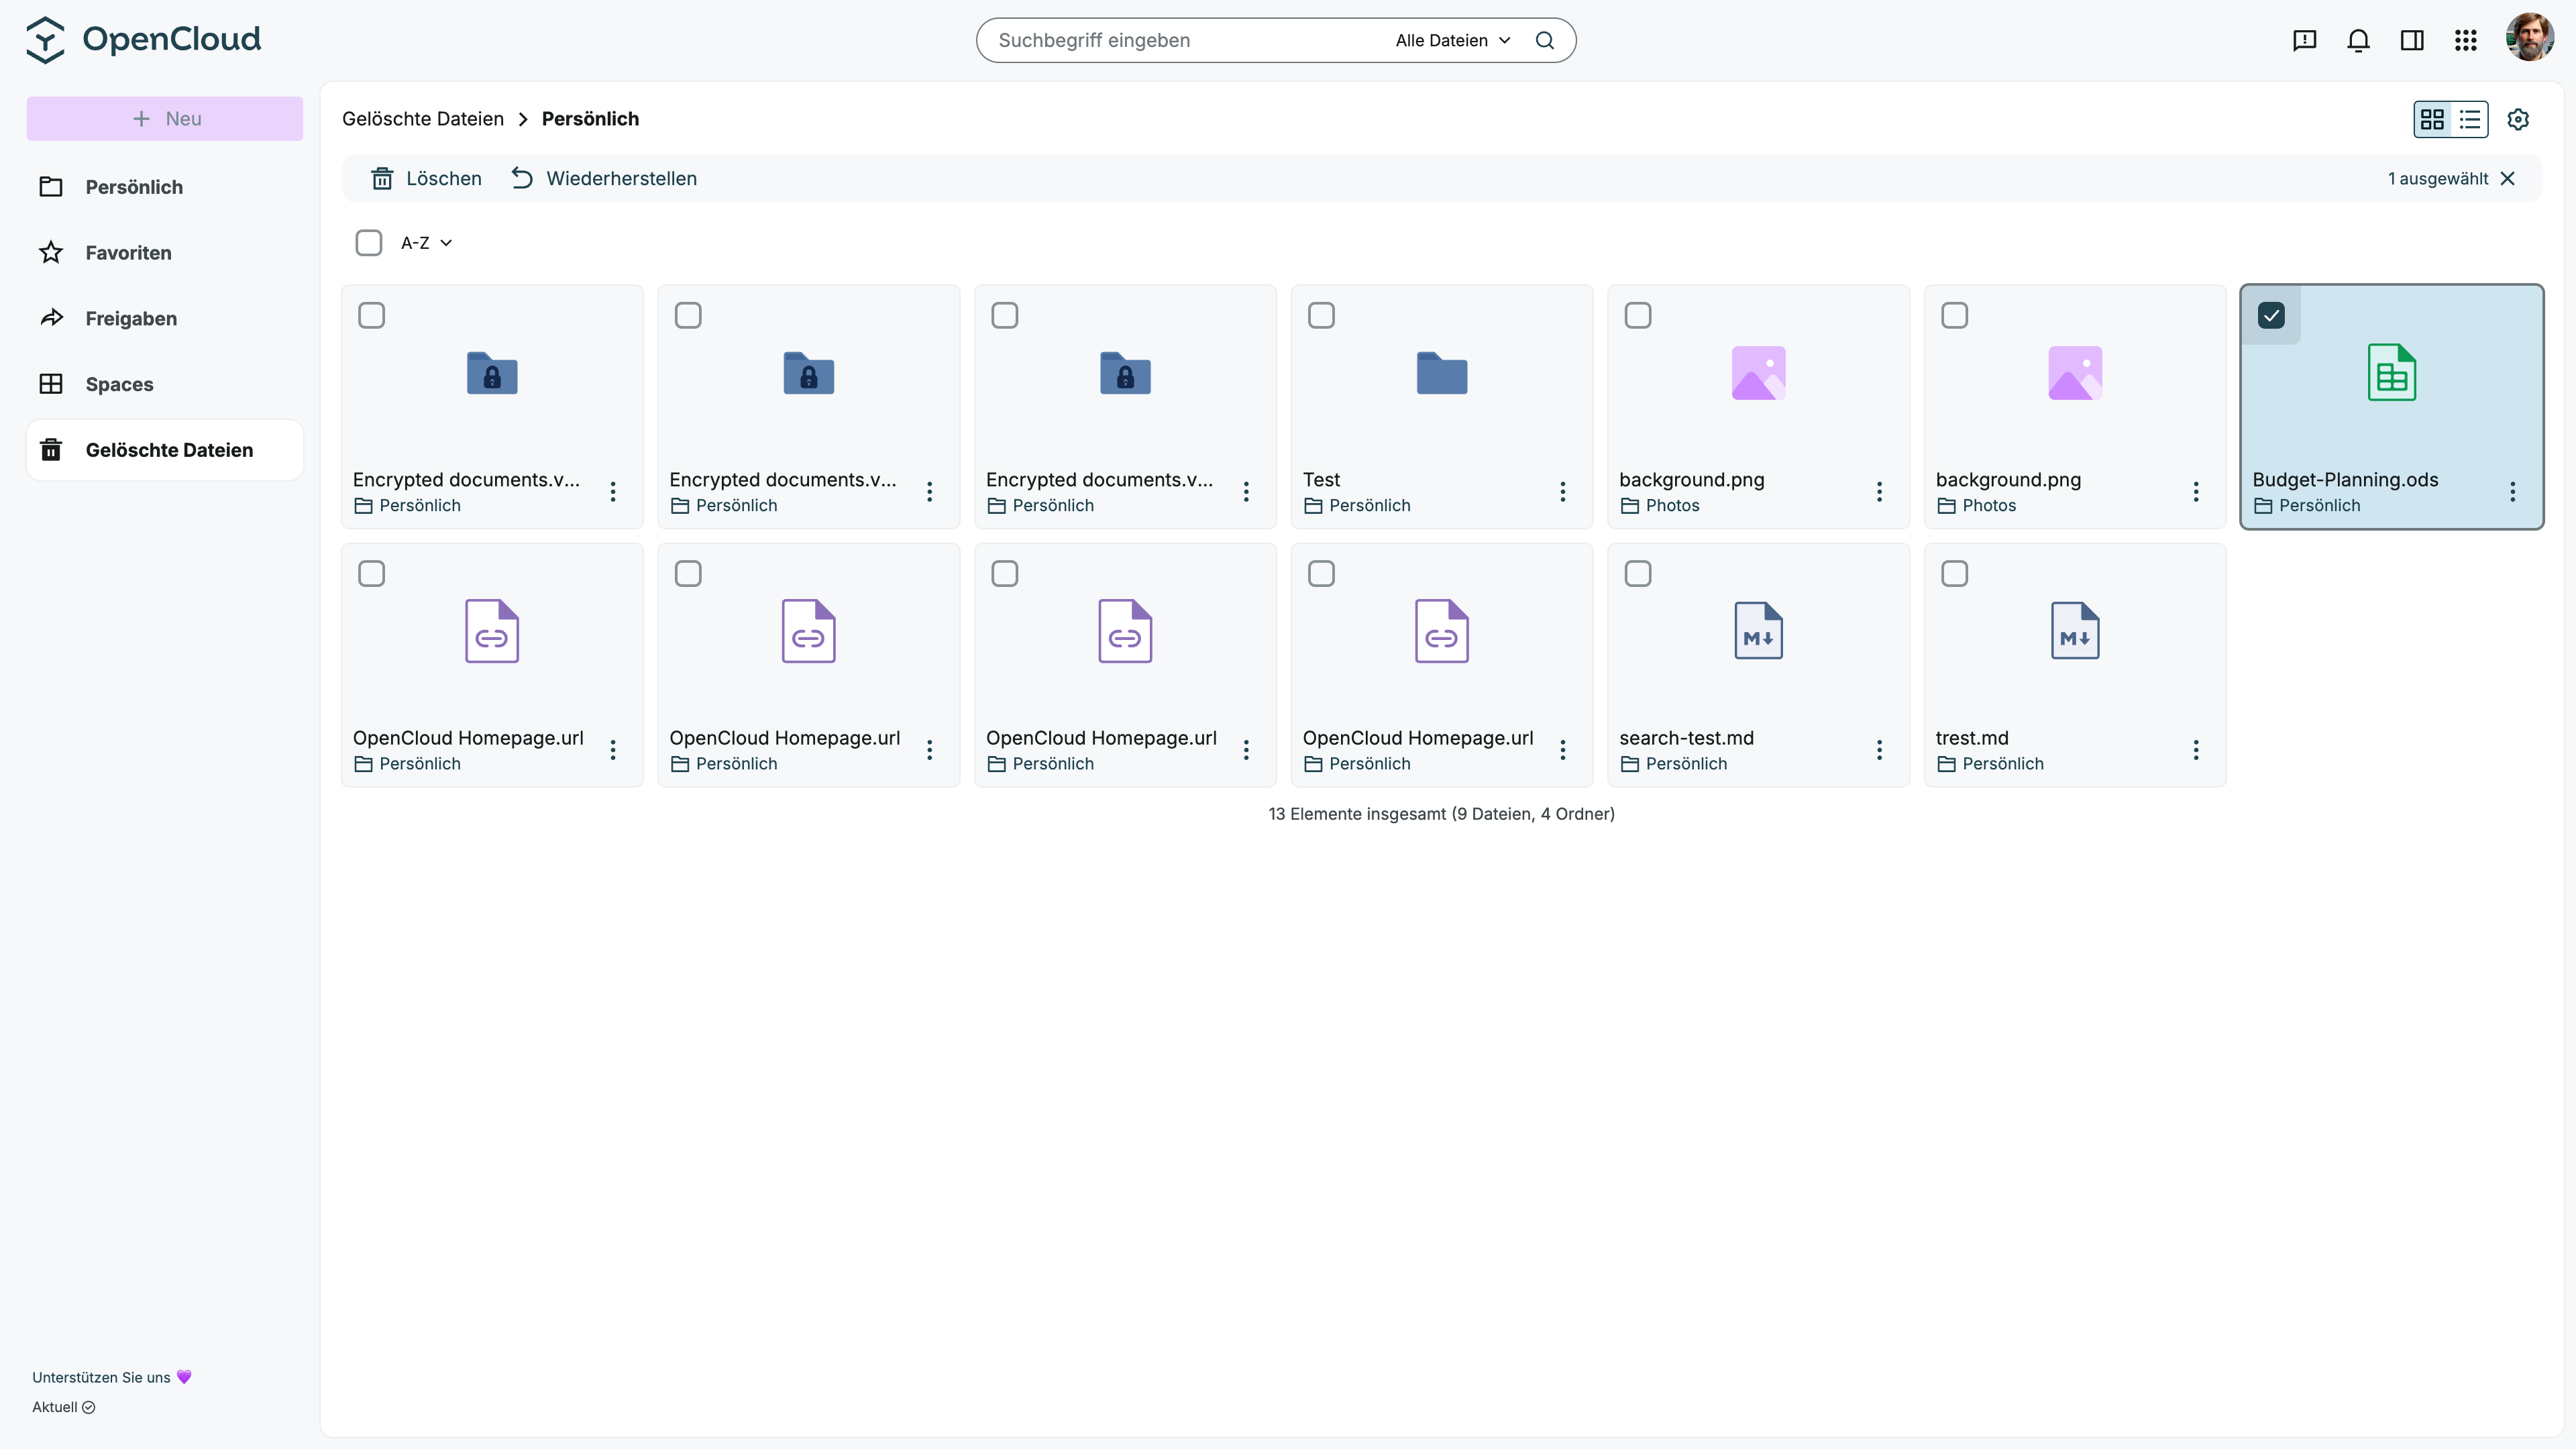 OpenCloud
Suchbegriff eingeben
Alle Dateien
Neu
Persönlich
Favoriten
Freigaben
Spaces
Gelöschte Dateien
Gelöschte Dateien
Persönlich
Löschen
Wiederherstellen
1 ausgewählt
A-Z
Encrypted documents.v...
Persönlich
Encrypted documents.v...
Persönlich
Encrypted documents.v...
Persönlich
Test
Persönlich
background.png
Photos
background.png
Photos
Budget-Planning.ods
Persönlich
OpenCloud Homepage.url
Persönlich
OpenCloud Homepage.url
Persönlich
OpenCloud Homepage.url
Persönlich
OpenCloud Homepage.url
Persönlich
M
search-test.md
Persönlich
M
trest.md
Persönlich
13 Elemente insgesamt (9 Dateien, 4 Ordner)
Unterstützen Sie uns 💜
Aktuell